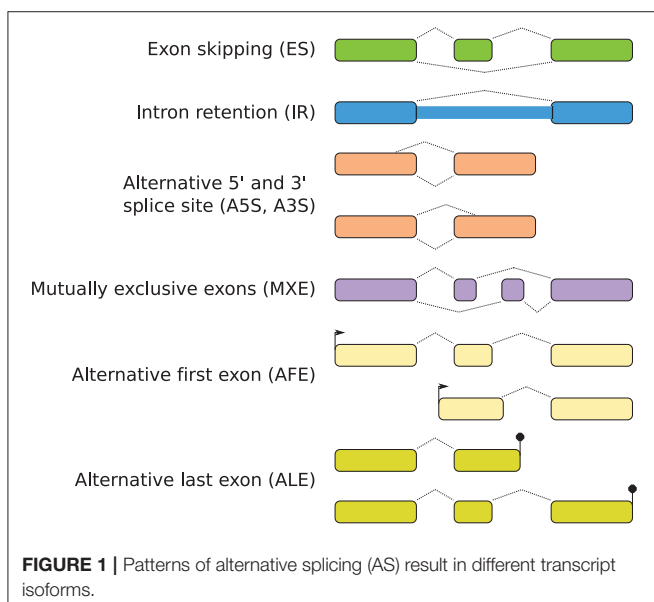 Exon skipping (ES)
Intron retention (IR)
Alternative 5' and 3'
splice site (A5S, A3S)
Mutually exclusive exons (MXE)
Alternative first exon (AFE)
Alternative last exon (ALE)
FIGURE 1 | Patterns of alternative splicing (AS) result in different transcript
isoforms.